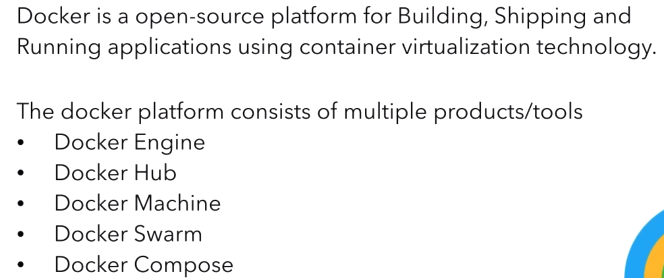 Docker is a open-source platform for Building, Shipping and
Running applications using container virtualization technology.
The docker platform consists of multiple products/tools
• Docker Engine
• Docker Hub
• Docker Machine
• Docker Swarm
• Docker Compose